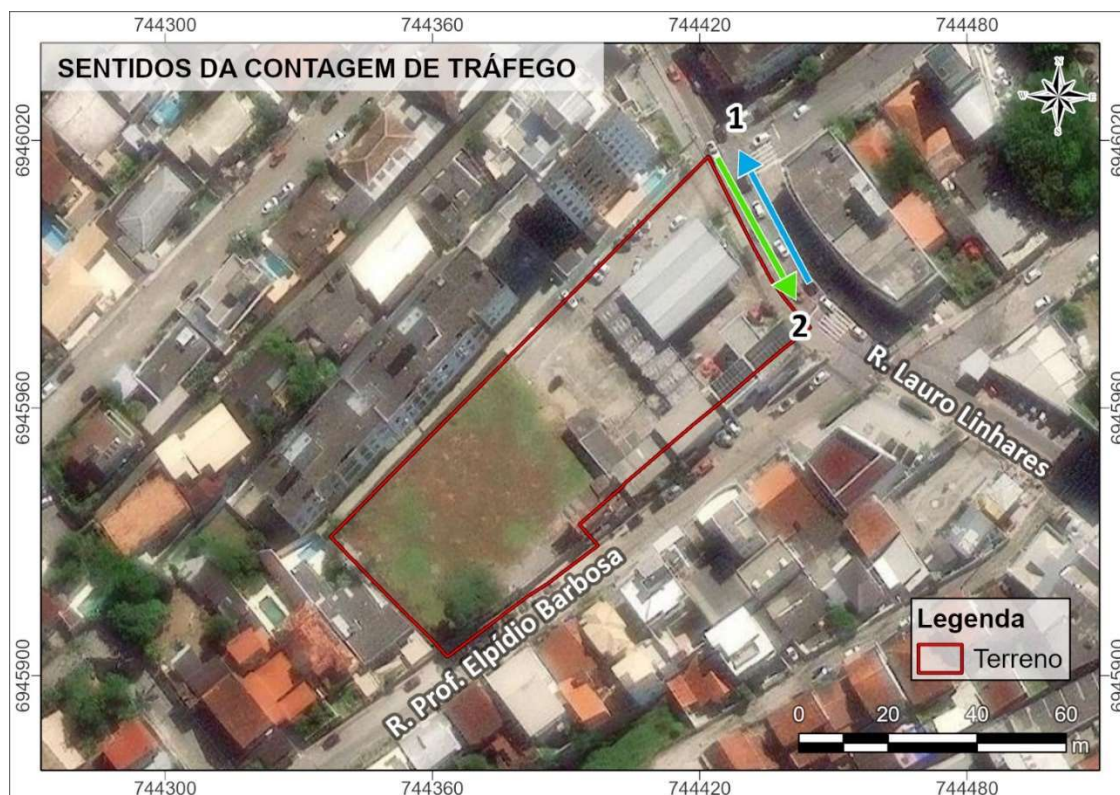 744300 744360 744420 744480
SENTIDOS DA CONTAGEM DE TRÁFEGO
N
W E
S
6946020 6946020
1
2
R. Lauro Linhares
6945960 6945960
R. Prof. Elpídio Barbosa
Legenda
Terreno
6945900 6945900
0 20 40 60
m
744300 744360 744420 744480